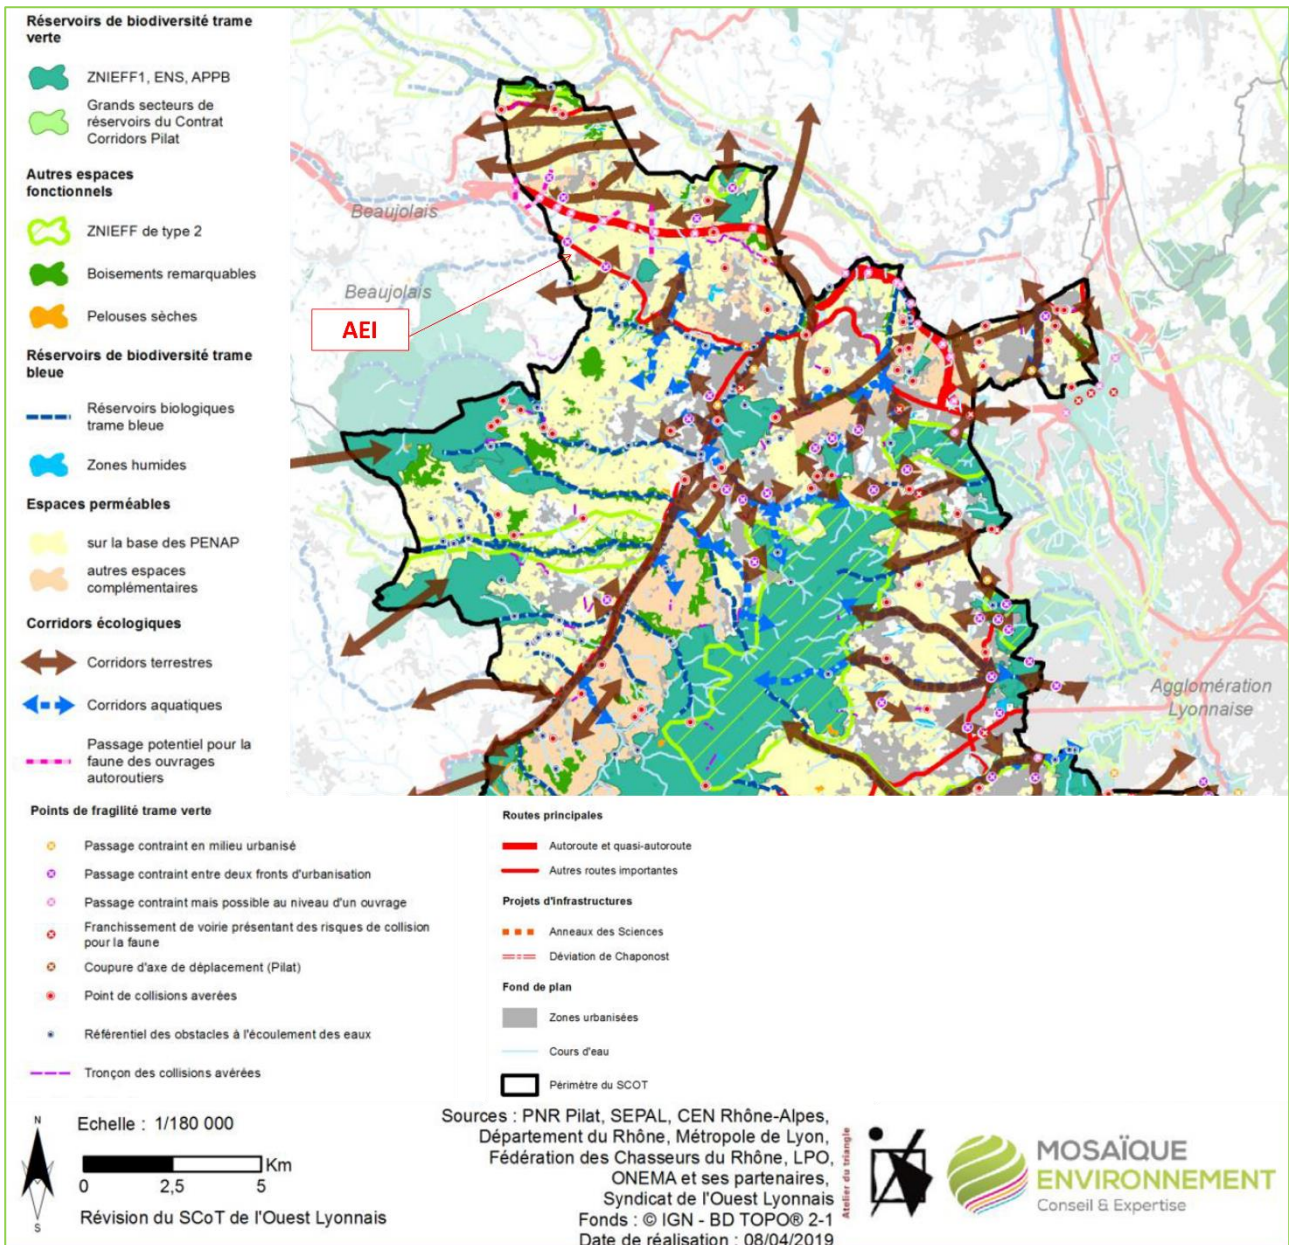 Réservoirs de biodiversité trame
verte
ZNIEFF1, ENS, APPB
Grands secteurs de
réservoirs du Contrat
Corridors Pilat
Autres espaces
fonctionnels
ZNIEFF de type 2
Boisements remarquables
Pelouses sèches
Réservoirs de biodiversité trame
bleue
Réservoirs biologiques
trame bleue
Zones humides
Espaces perméables
sur la base des PENAP
autres espaces
complémentaires
Corridors écologiques
Corridors terrestres
Corridors aquatiques
Passage potentiel pour la
faune des ouvrages
autoroutiers
Beaujolais
Beaujolais
AEI
Agglomération
Lyonnaise
Points de fragilité trame verte
Passage contraint en milieu urbanisé
Passage contraint entre deux fronts d'urbanisation
Passage contraint mais possible au niveau d'un ouvrage
Franchissement de voirie présentant des risques de collision
pour la faune
Coupure d'axe de déplacement (Pilat)
Point de collisions averées
Référentiel des obstacles à l'écoulement des eaux
Tronçon des collisions avérées
Routes principales
Autoroute et quasi-autoroute
Autres routes importantes
Projets d'infrastructures
Anneaux des Sciences
Déviation de Chaponost
Fond de plan
Zones urbanisées
Cours d'eau
Périmètre du SCOT
N
S
Echelle : 1/180 000
Km
0 2,5 5
Révision du SCoT de l'Ouest Lyonnais
Sources : PNR Pilat, SEPAL, CEN Rhône-Alpes,
Département du Rhône, Métropole de Lyon,
Fédération des Chasseurs du Rhône, LPO,
ONEMA et ses partenaires,
Syndicat de l'Ouest Lyonnais
Fonds : © IGN - BD TOPO® 2-1
Date de réalisation : 08/04/2019
Atelier du triangle
MOSAÏQUE
ENVIRONNEMENT
Conseil & Expertise